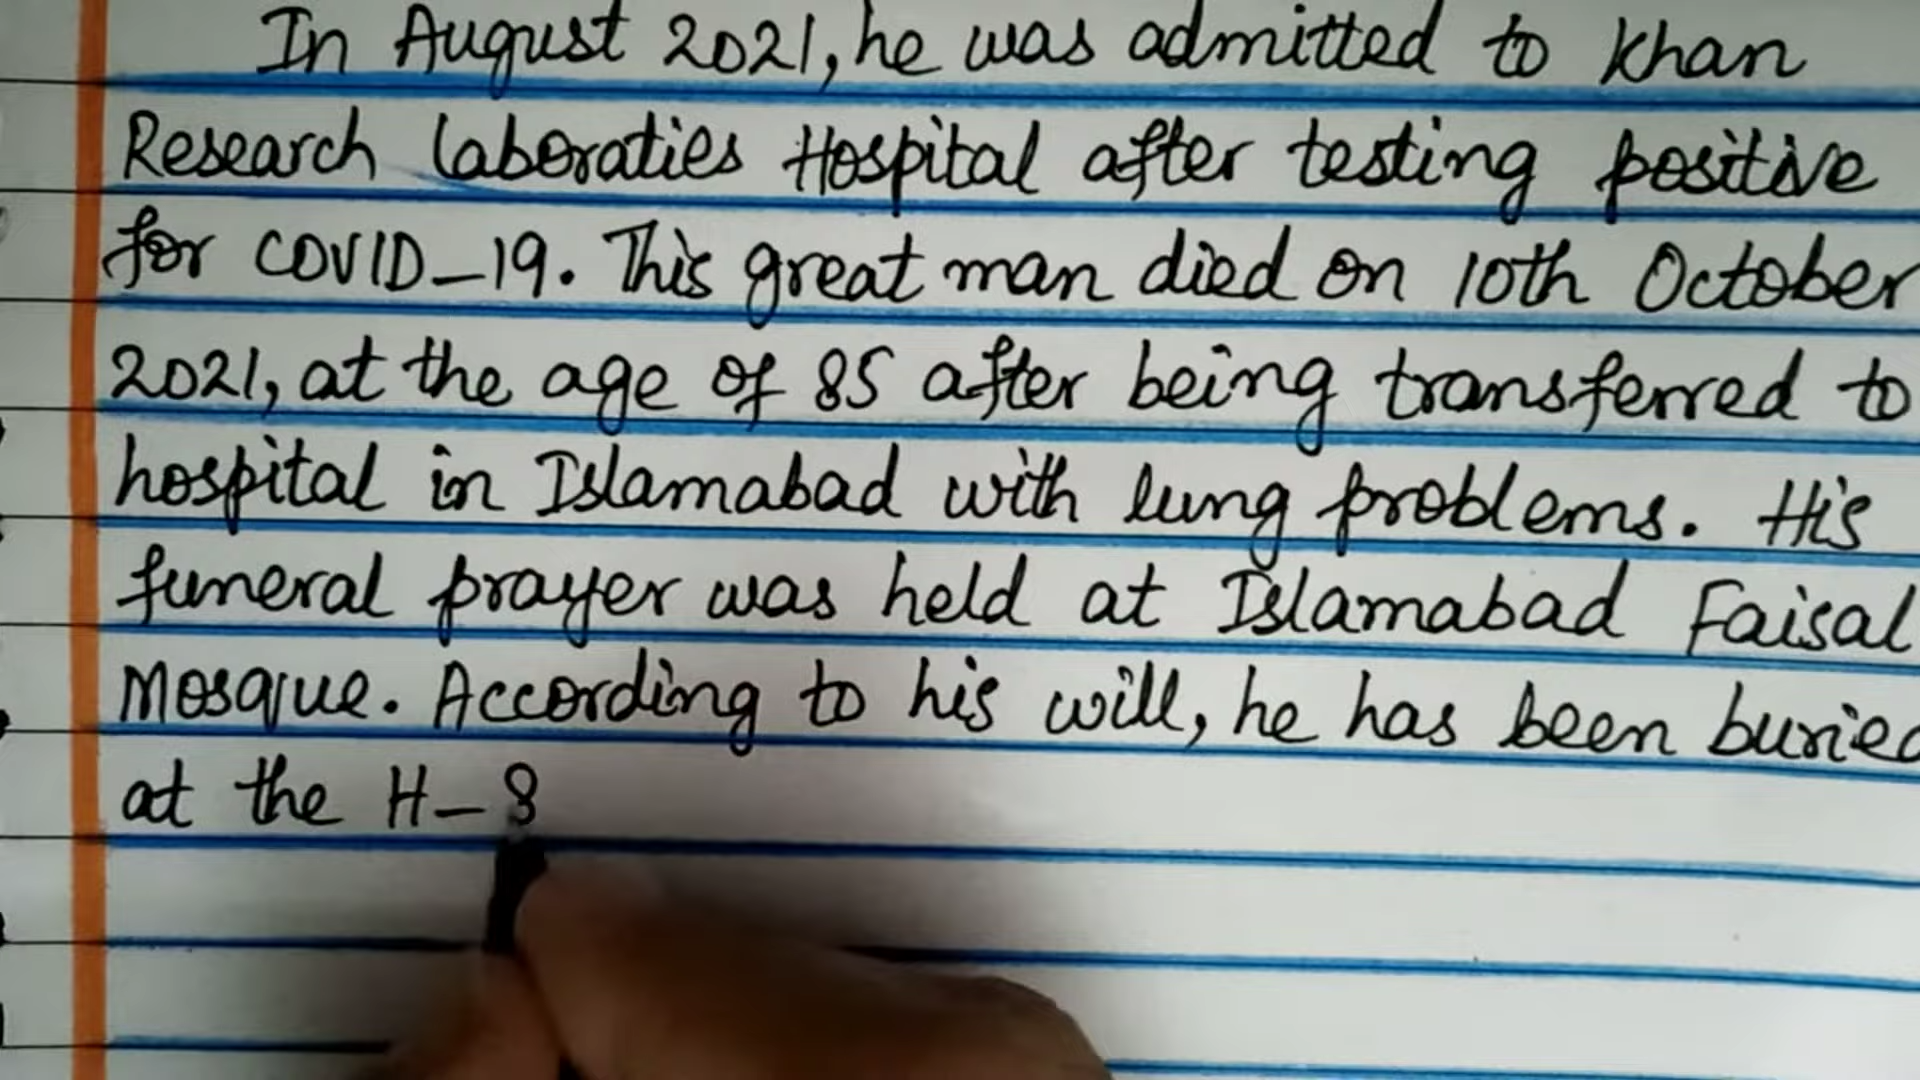 In August 2021, he was admitted to Khan
Research laboraties Hospital after testing positive
for COVID_19. This great man died on 10th October
2021, at the age of 85 after being transferred to
hospital in Islamabad with lung problems. His
funeral prayer was held at Islamabad Faisal
Mosque. According to his will, he has been buried
at the H_8